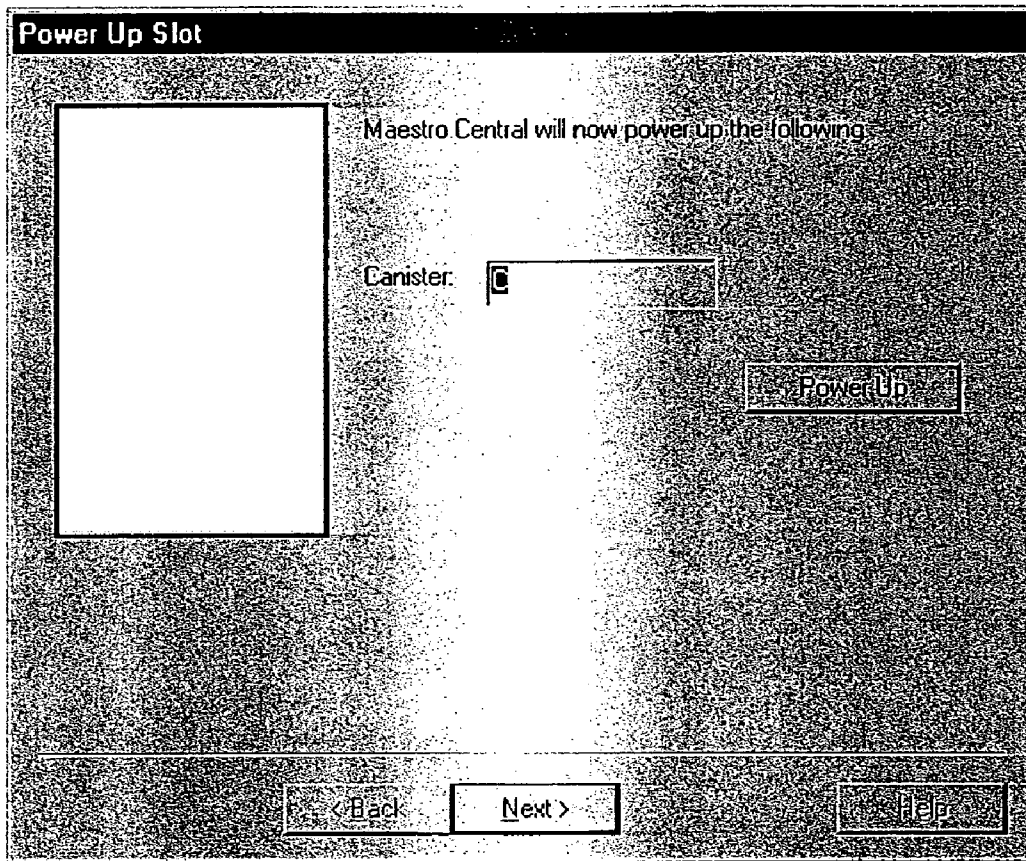 Power Up Slot
Maestro Central will now power up the following
Canister:
Power Up
< Back
Next >
Help